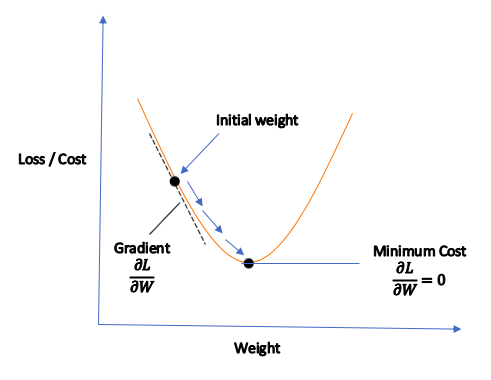 Initial weight
Loss / Cost
Gradient
∂L
∂W
Minimum Cost
∂L
∂W = 0
Weight